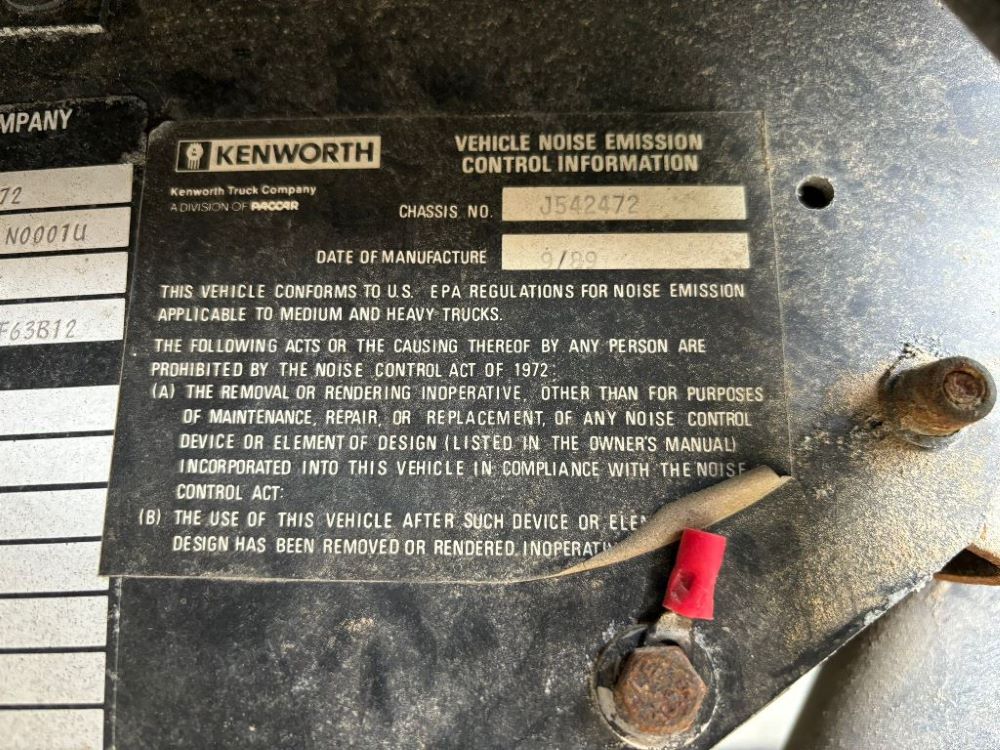 MPANY
72
N0001U
F63B12
KENWORTH
Kenworth Truck Company
A DIVISION OF PACCAR
VEHICLE NOISE EMISSION
CONTROL INFORMATION
CHASSIS NO. J542472
DATE OF MANUFACTURE 9/89
THIS VEHICLE CONFORMS TO U.S. EPA REGULATIONS FOR NOISE EMISSION
APPLICABLE TO MEDIUM AND HEAVY TRUCKS.
THE FOLLOWING ACTS OR THE CAUSING THEREOF BY ANY PERSON ARE
PROHIBITED BY THE NOISE CONTROL ACT OF 1972:
(A) THE REMOVAL OR RENDERING INOPERATIVE, OTHER THAN FOR PURPOSES
OF MAINTENANCE, REPAIR, OR REPLACEMENT, OF ANY NOISE CONTROL
DEVICE OR ELEMENT OF DESIGN (LISTED IN THE OWNER'S MANUAL)
INCORPORATED INTO THIS VEHICLE IN COMPLIANCE WITH THE NOISE
CONTROL ACT:
(B) THE USE OF THIS VEHICLE AFTER SUCH DEVICE OR ELEM
DESIGN HAS BEEN REMOVED OR RENDERED INOPERATI